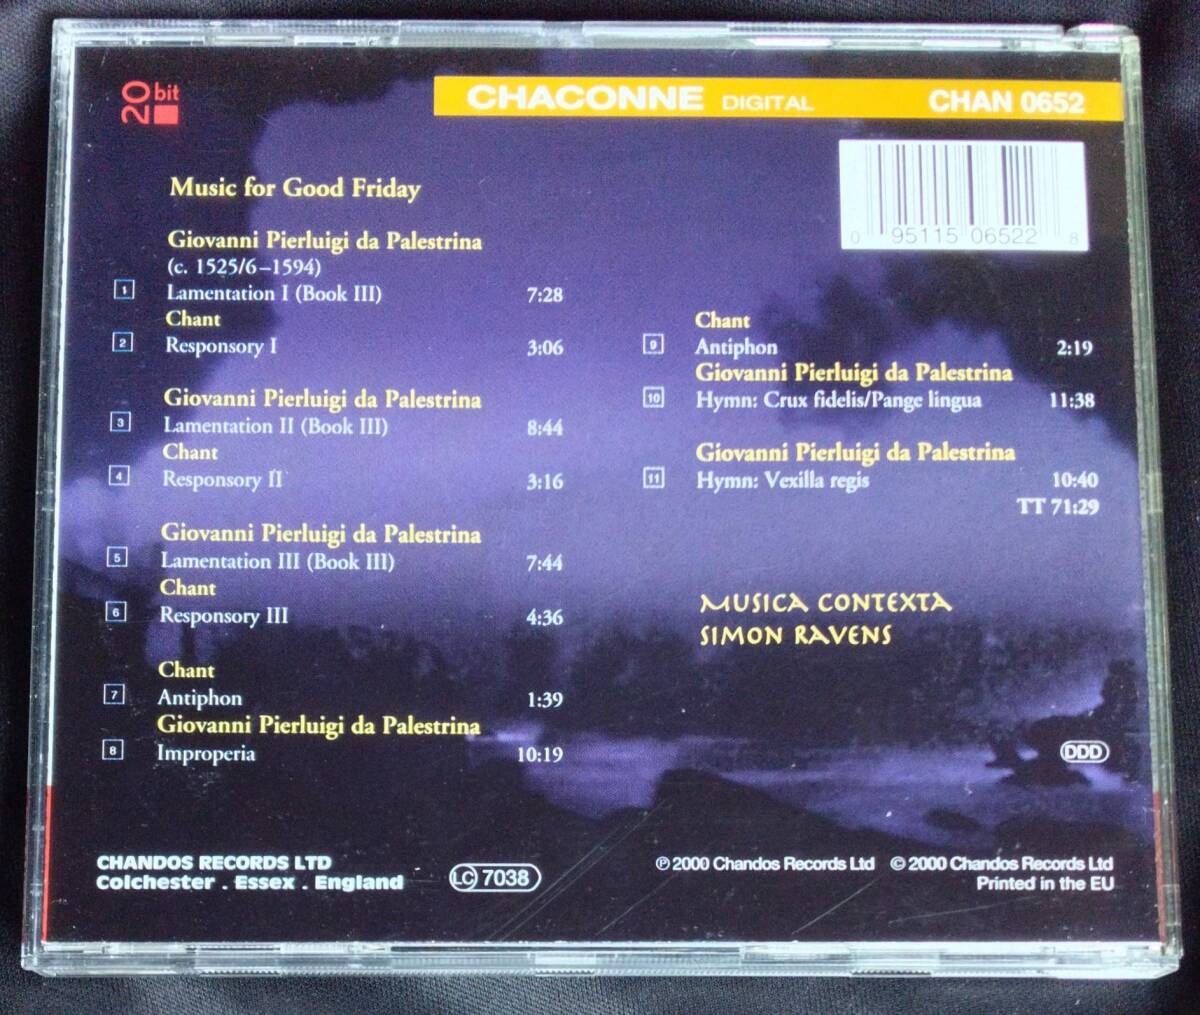 20 bit
CHACONNE DIGITAL CHAN 0652
0 95115 06522 8
Music for Good Friday
Giovanni Pierluigi da Palestrina
(c. 1525/6–1594)
1 Lamentation I (Book III) 7:28
Chant
2 Responsory I 3:06
Giovanni Pierluigi da Palestrina
3 Lamentation II (Book III) 8:44
Chant
4 Responsory II 3:16
Giovanni Pierluigi da Palestrina
5 Lamentation III (Book III) 7:44
Chant
6 Responsory III 4:36
Chant
7 Antiphon 1:39
Giovanni Pierluigi da Palestrina
8 Improperia 10:19
Chant
9 Antiphon 2:19
Giovanni Pierluigi da Palestrina
10 Hymn: Crux fidelis/Pange lingua 11:38
Giovanni Pierluigi da Palestrina
11 Hymn: Vexilla regis 10:40
TT 71:29
MUSICA CONTEXTA
SIMON RAVENS
DDD
CHANDOS RECORDS LTD
Colchester . Essex . England
LC 7038
℗ 2000 Chandos Records Ltd © 2000 Chandos Records Ltd
Printed in the EU